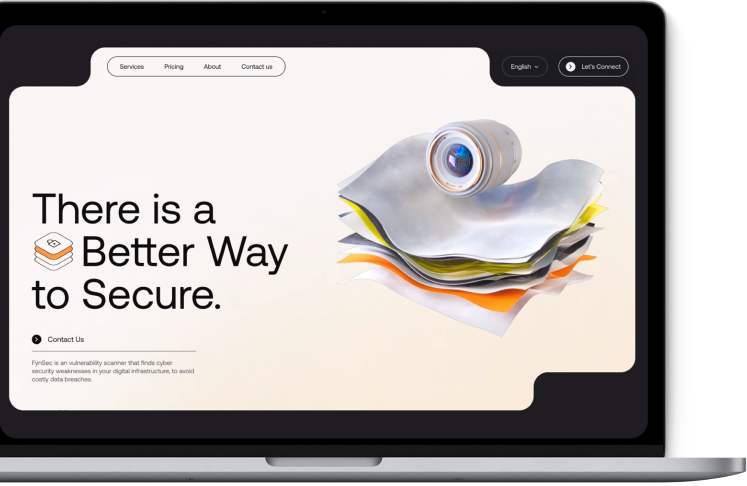 Services Pricing About Contact us English Let's Connect
There is a
Better Way
to Secure.
Contact Us
FynSec is an vulnerability scanner that finds cyber
security weaknesses in your digital infrastructure, to avoid
costly data breaches.